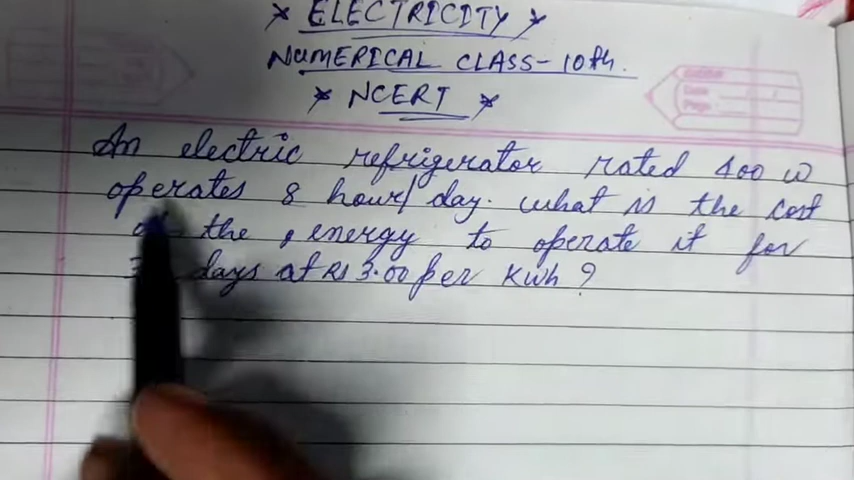 ELECTRICITY
NUMERICAL CLASS-10th.
NCERT
An electric refrigerator rated 400 W
operates 8 hour/day. what is the cost
the energy to operate it for
days at Rs 3.00 per KWh ?